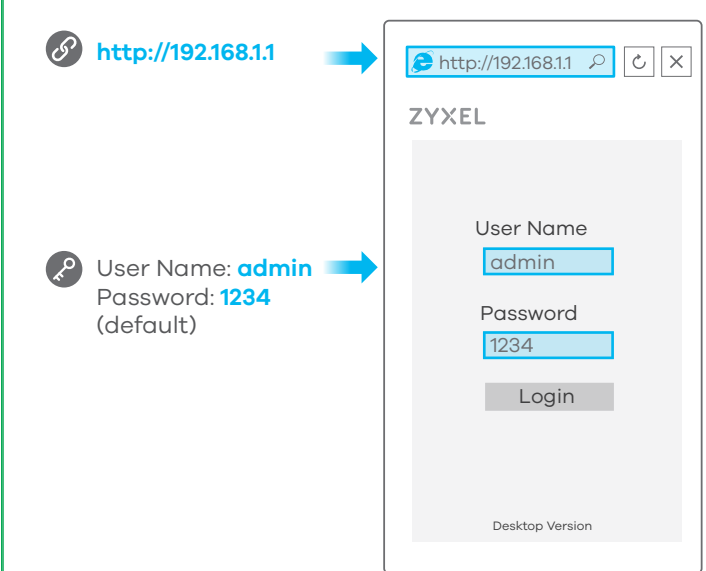 http://192.168.1.1
http://192.168.1.1
ZYXEL
User Name
admin
User Name: admin
Password: 1234
(default)
Password
1234
Login
Desktop Version